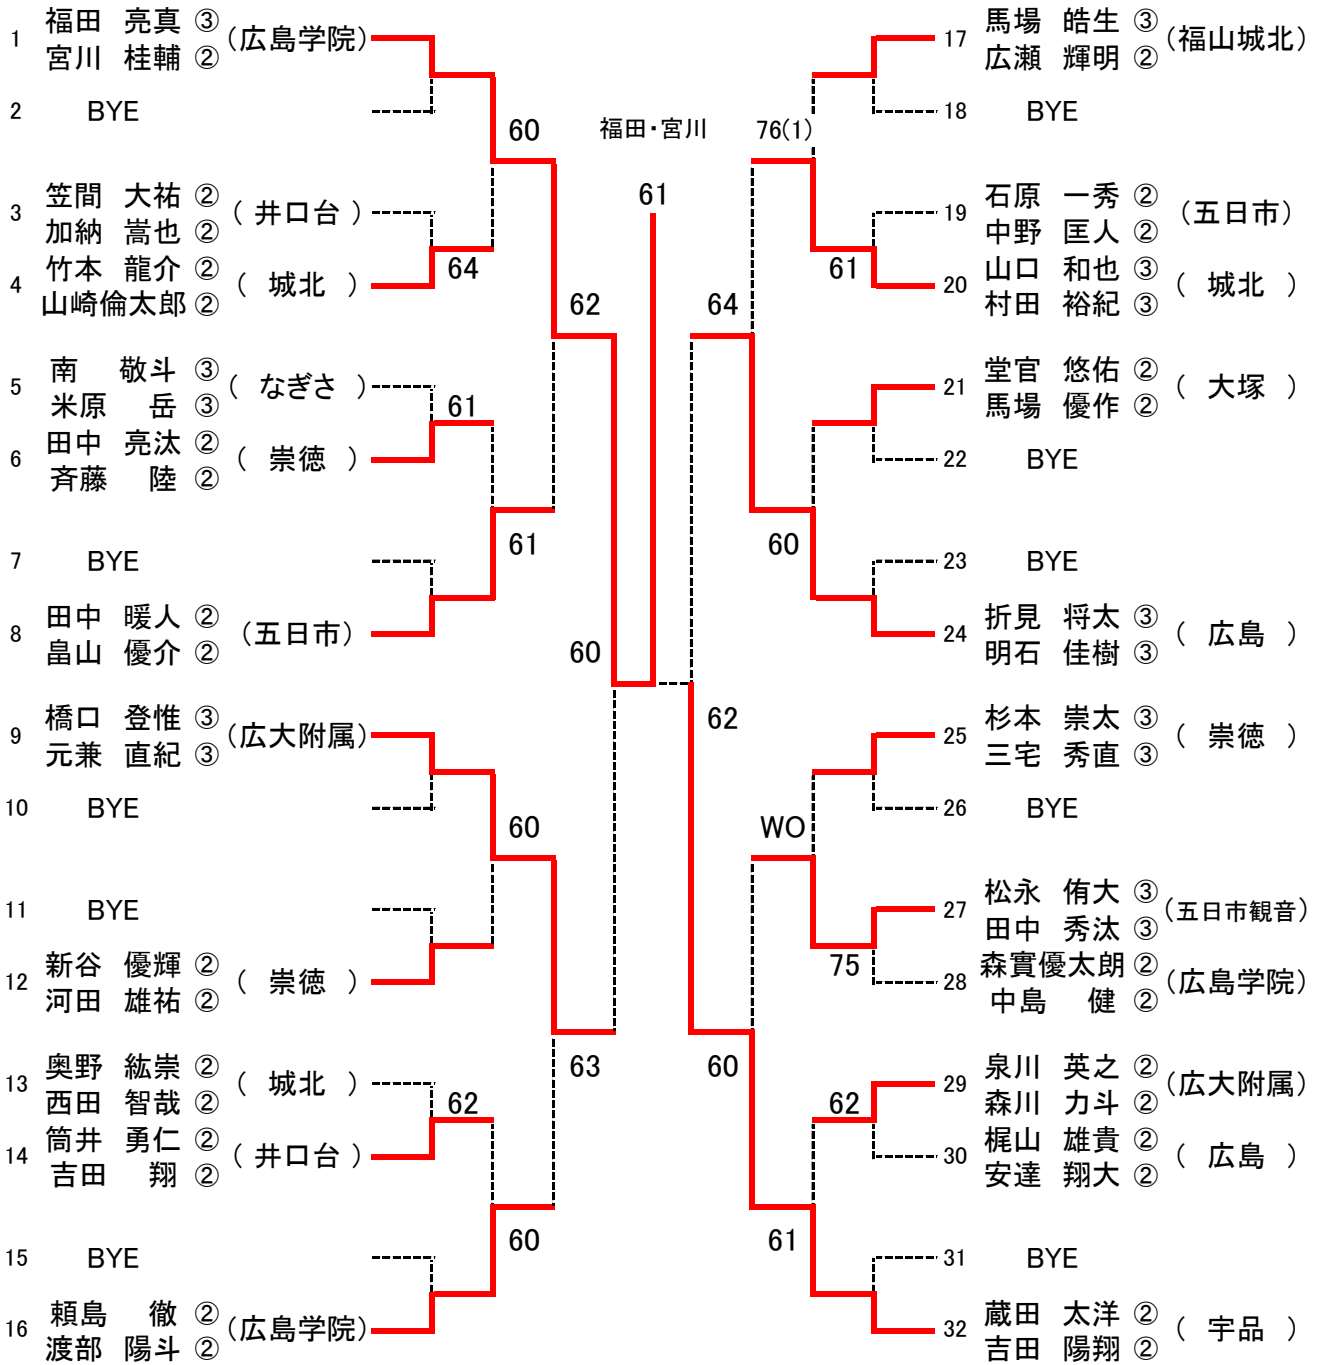 1 福田 亮真 ③ (広島学院)
宮川 桂輔 ②
2 BYE
60
3 笠間 大祐 ② ( 井口台 )
加納 嵩也 ②
4 竹本 龍介 ② ( 城北 )
山崎倫太郎 ②
64
62
5 南 敬斗 ③ ( なぎさ )
米原 岳 ③
61
6 田中 亮汰 ② ( 崇徳 )
斉藤 陸 ②
61
7 BYE
8 田中 暖人 ② (五日市)
畠山 優介 ②
60
9 橋口 登惟 ③ (広大附属)
元兼 直紀 ③
10 BYE
60
11 BYE
12 新谷 優輝 ② ( 崇徳 )
河田 雄祐 ②
63
13 奥野 紘崇 ② ( 城北 )
西田 智哉 ②
62
14 筒井 勇仁 ② ( 井口台 )
吉田 翔 ②
60
15 BYE
16 頼島 徹 ② (広島学院)
渡部 陽斗 ②
福田・宮川
61
17 馬場 皓生 ③ (福山城北)
広瀬 輝明 ②
18 BYE
76(1)
19 石原 一秀 ② (五日市)
中野 匡人 ②
61
20 山口 和也 ③ ( 城北 )
村田 裕紀 ③
64
21 堂官 悠佑 ② ( 大塚 )
馬場 優作 ②
22 BYE
60
23 BYE
24 折見 将太 ③ ( 広島 )
明石 佳樹 ③
62
25 杉本 崇太 ③ ( 崇徳 )
三宅 秀直 ③
26 BYE
WO
27 松永 侑大 ③ (五日市観音)
田中 秀汰 ③
75
28 森實優太朗 ② (広島学院)
中島 健 ②
60
29 泉川 英之 ② (広大附属)
森川 力斗 ②
62
30 梶山 雄貴 ② ( 広島 )
安達 翔大 ②
61
31 BYE
32 蔵田 太洋 ② ( 宇品 )
吉田 陽翔 ②